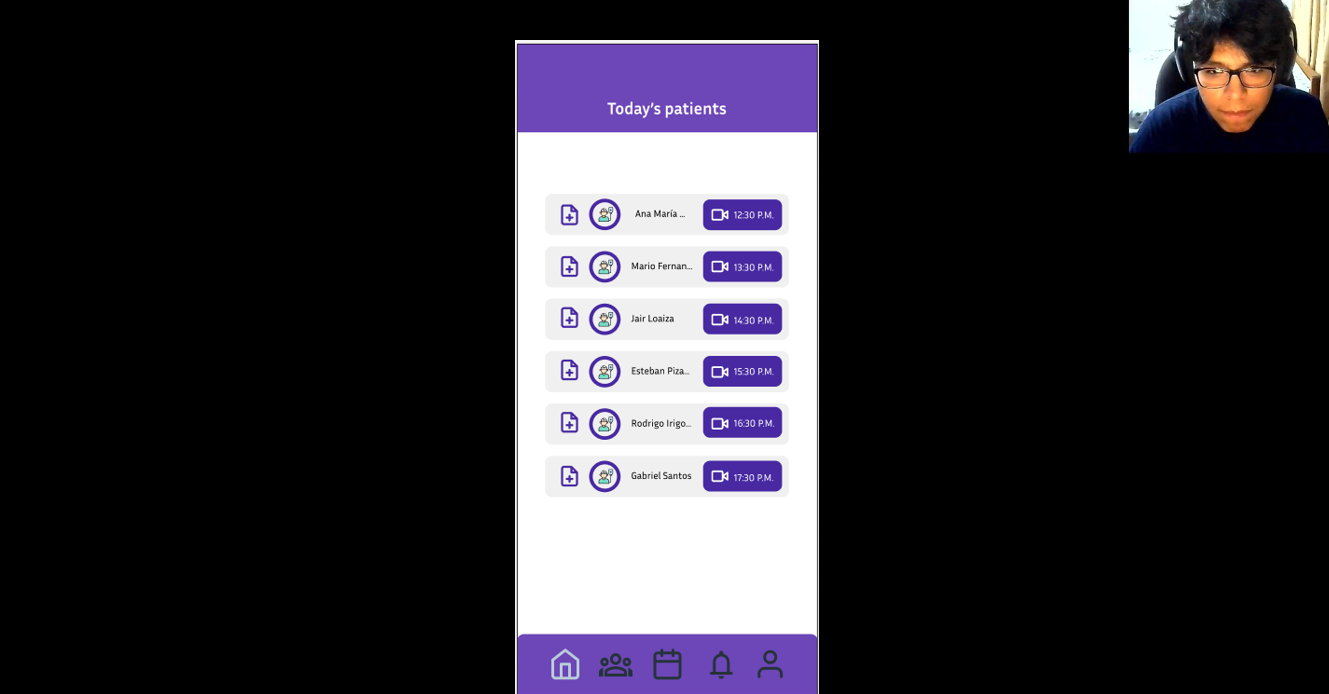 Today's patients
Ana María ...
12:30 P.M.
Mario Fernan...
13:30 P.M.
Jair Loaiza
14:30 P.M.
Esteban Piza...
15:30 P.M.
Rodrigo Irigo...
16:30 P.M.
Gabriel Santos
17:30 P.M.